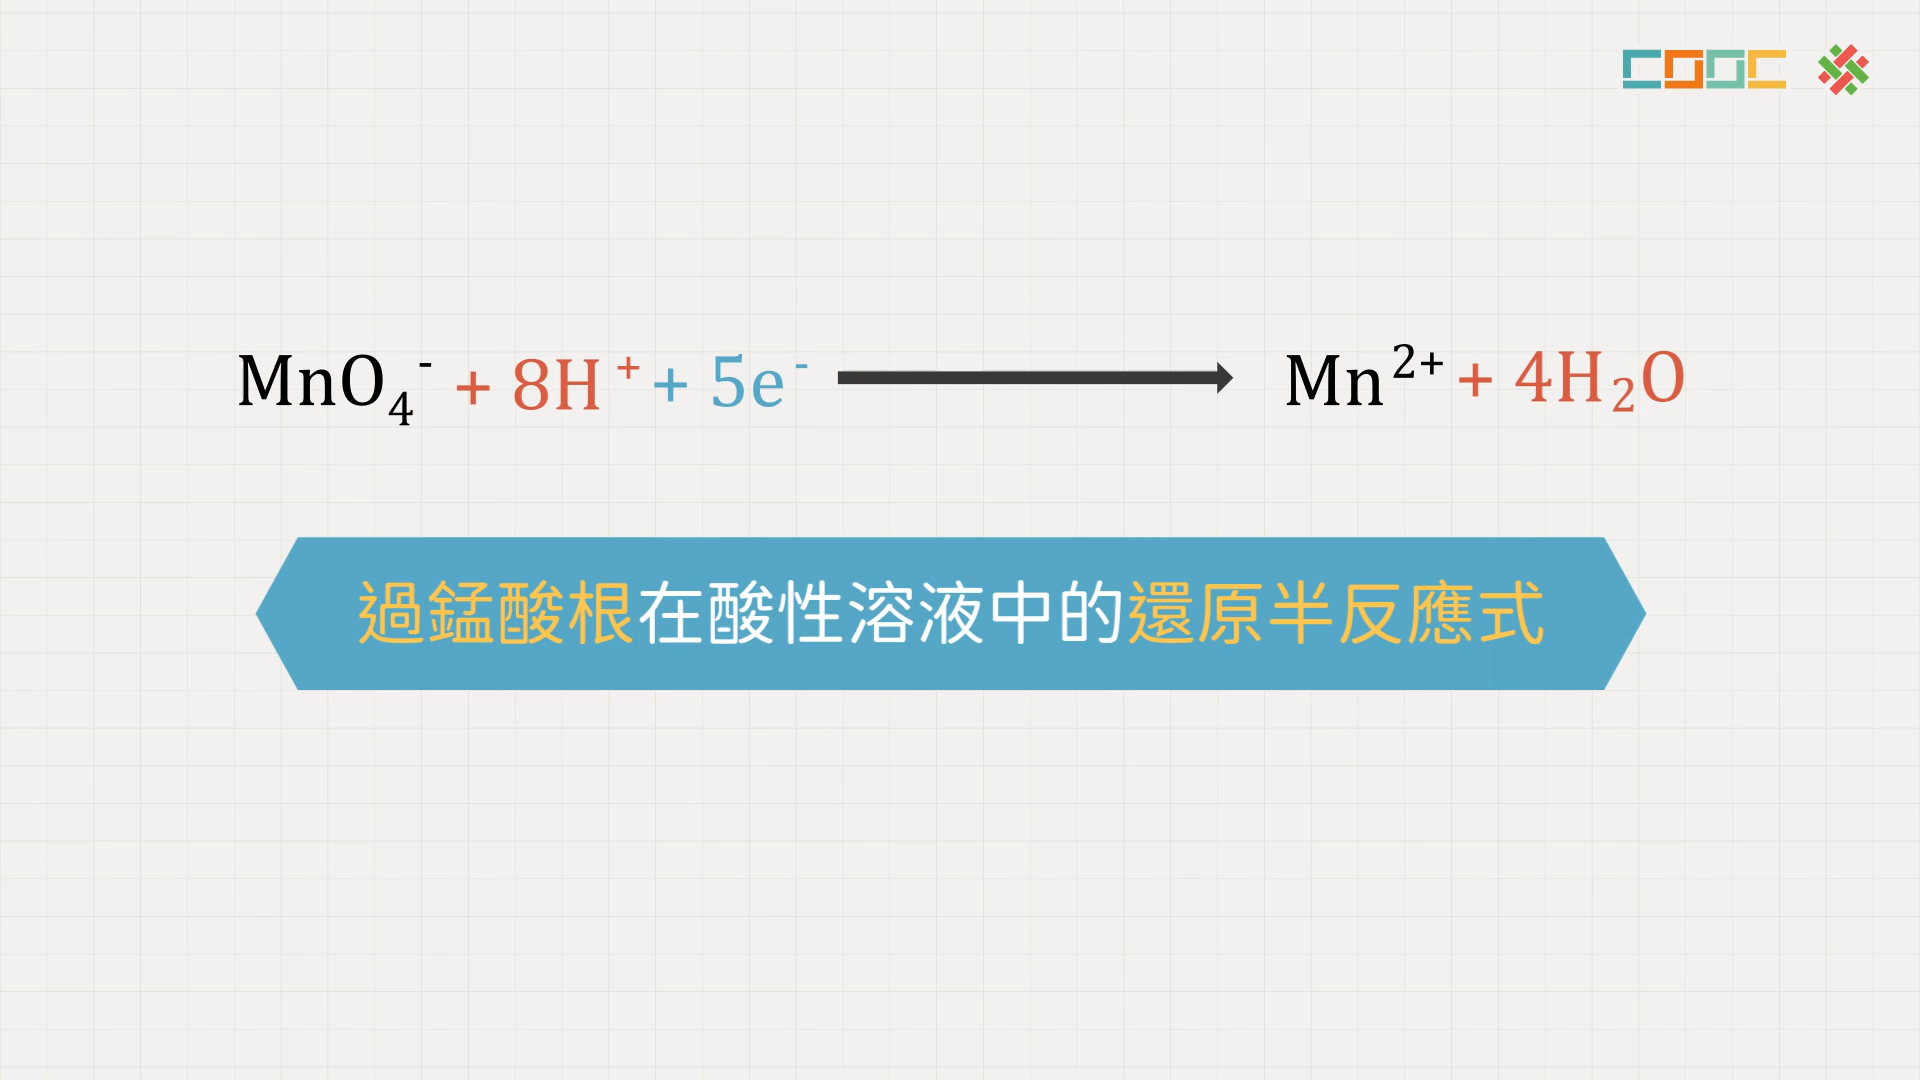 COOC
MnO₄⁻ + 8H⁺ + 5e⁻ → Mn²⁺ + 4H₂O
過錳酸根在酸性溶液中的還原半反應式